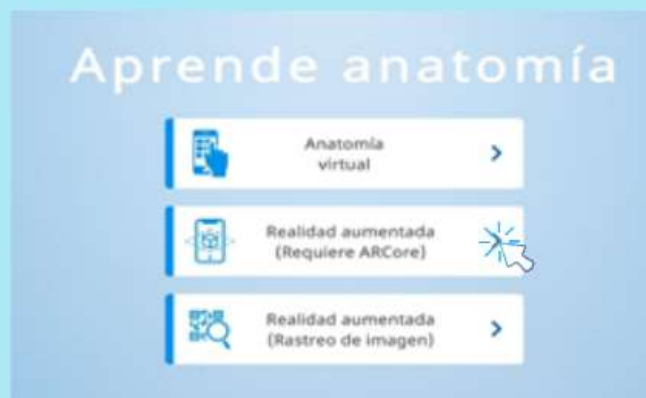 Aprende anatomía
Anatomía
virtual
Realidad aumentada
(Requiere ARCore)
Realidad aumentada
(Rastreo de imagen)